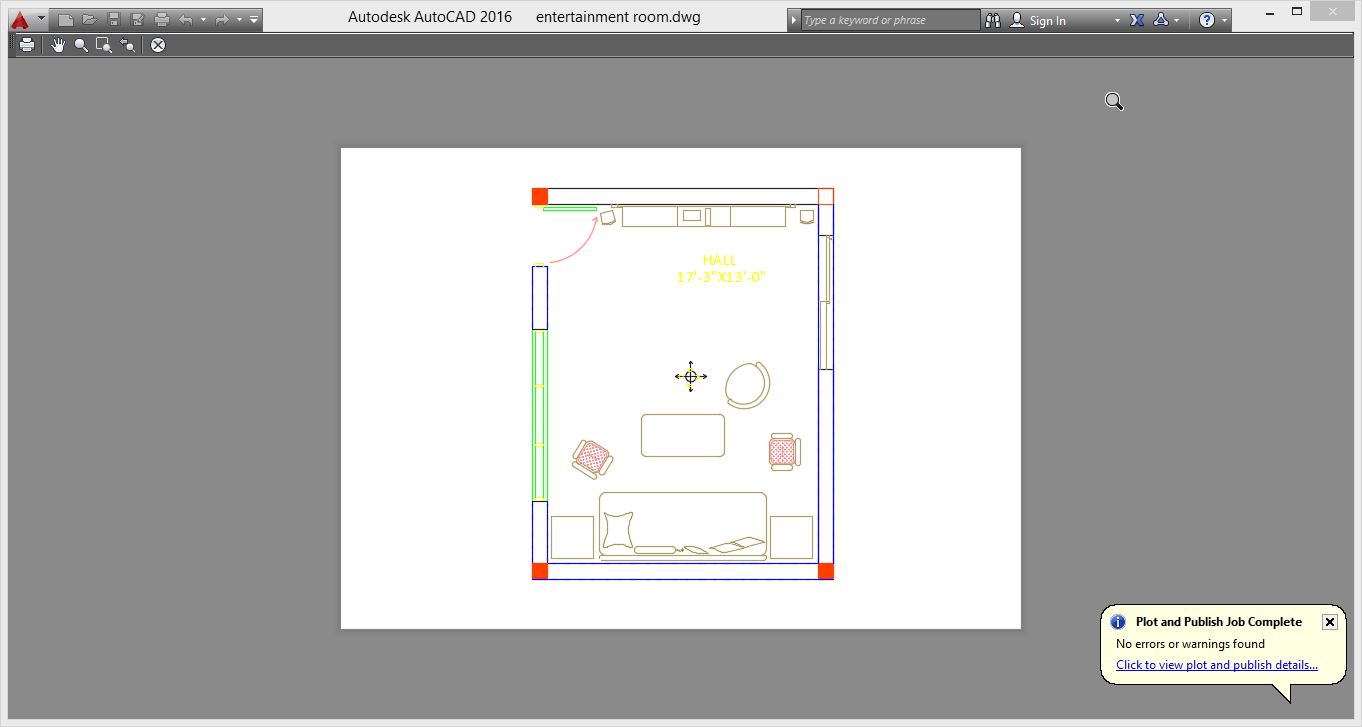 Autodesk AutoCAD 2016 entertainment room.dwg
Type a keyword or phrase
Sign In
HALL
17'-3"X13'-0"
Plot and Publish Job Complete
No errors or warnings found
Click to view plot and publish details...